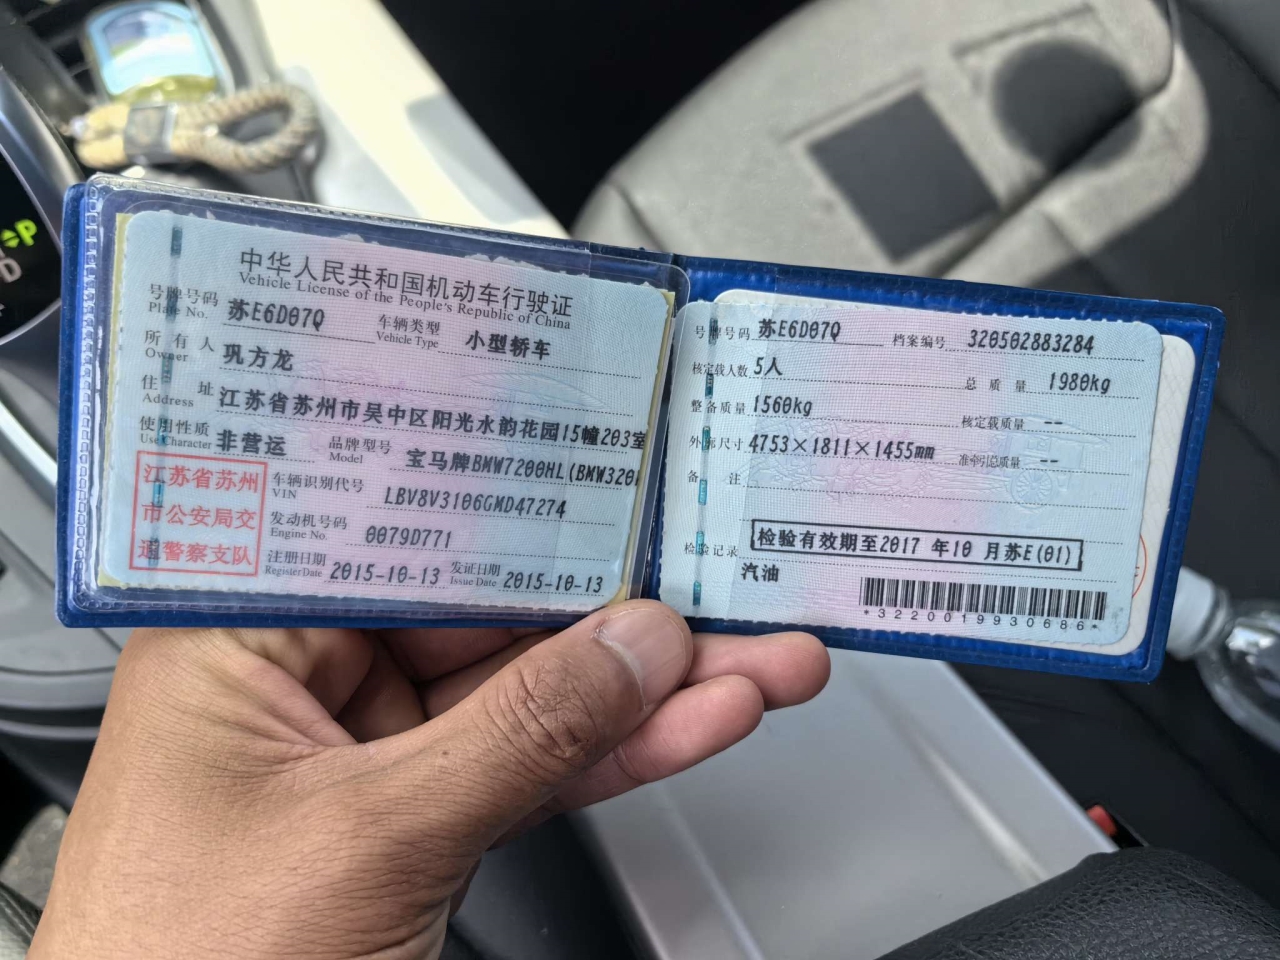 中华人民共和国机动车行驶证
Vehicle License of the People's Republic of China
号牌号码 苏E6D07Q 车辆类型 小型轿车
Plate No. Vehicle Type
所有人 巩方龙
Owner
住址 江苏省苏州市吴中区阳光水韵花园15幢203室
Address
使用性质 非营运 品牌型号 宝马牌BMW7200HL(BMW320
Use Character Model
江苏省苏州
市公安局交
通警察支队
车辆识别代号 LBV8V3106GMD47274
VIN
发动机号码 0079D771
Engine No.
注册日期 2015-10-13 发证日期 2015-10-13
Register Date Issue Date
号牌号码 苏E6D07Q 档案编号 320502883284
核定载人数 5人 总质量 1980kg
整备质量 1560kg 核定载质量 --
外形尺寸 4753×1811×1455mm 准牵引总质量 --
备注
检验记录 检验有效期至2017 年10 月苏E(01)
汽油
*3220019930686*
P
D